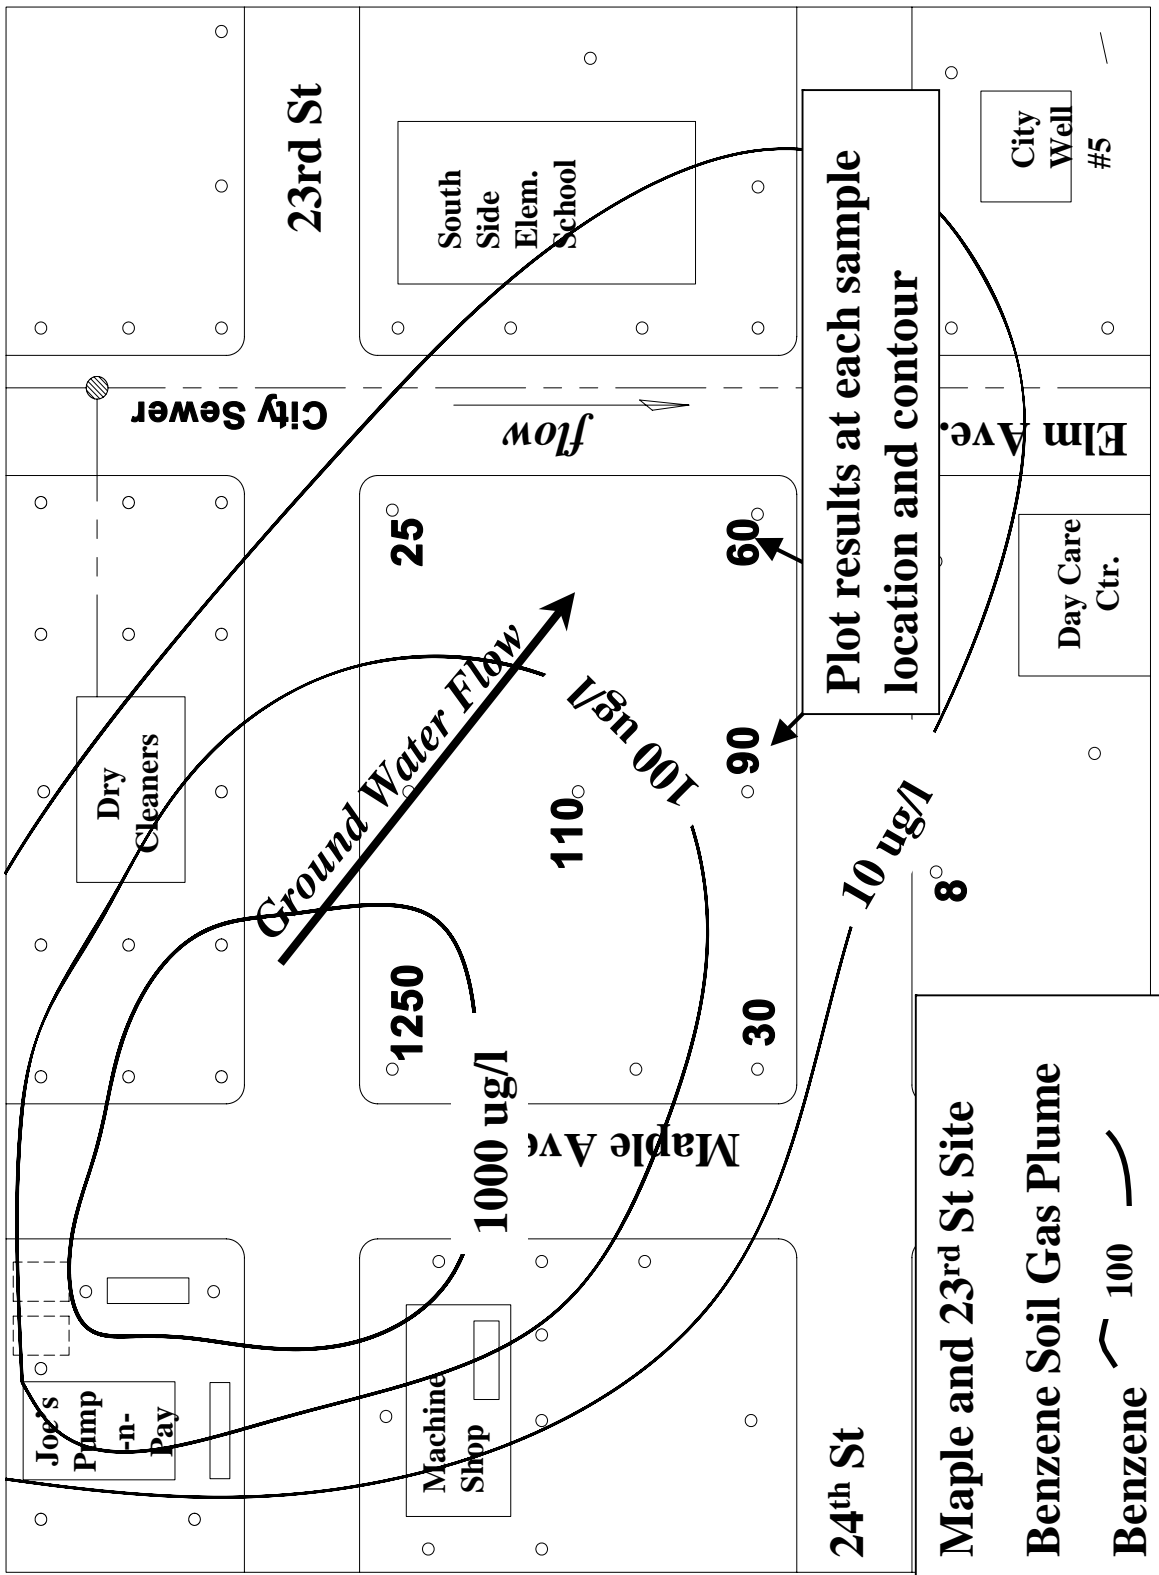 23rd St
South
Side
Elem.
School
City
Well
#5
City Sewer
flow
Elm Ave.
Dry
Cleaners
Ground Water Flow
25
60
90
110
1250
30
8
100 ug/l
10 ug/l
1000 ug/l
Plot results at each sample
location and contour
Day Care
Ctr.
Maple Ave
Joe's
Pump
-n-
Pay
Machine
Shop
24th St
Maple and 23rd St Site
Benzene Soil Gas Plume
Benzene 100